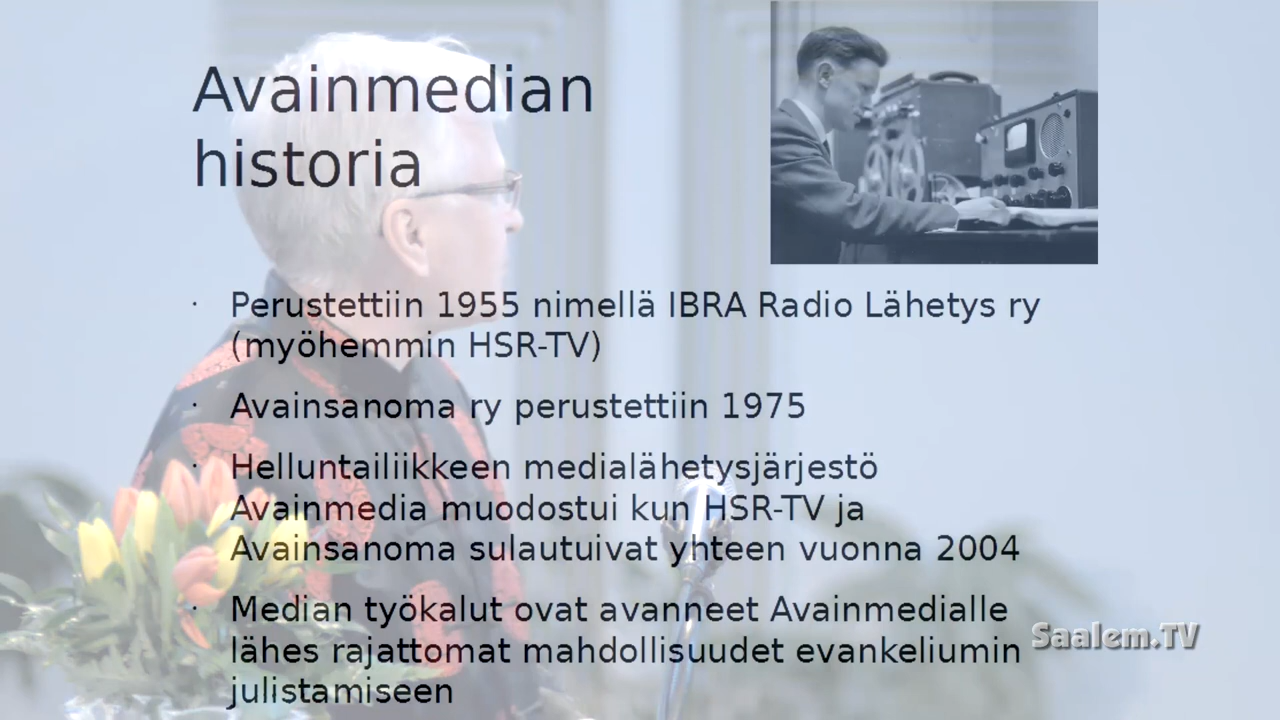 Avainmedian
historia
· Perustettiin 1955 nimellä IBRA Radio Lähetys ry
(myöhemmin HSR-TV)
· Avainsanoma ry perustettiin 1975
· Helluntailiikkeen medialähetysjärjestö
Avainmedia muodostui kun HSR-TV ja
Avainsanoma sulautuivat yhteen vuonna 2004
· Median työkalut ovat avanneet Avainmedialle
lähes rajattomat mahdollisuudet evankeliumin
julistamiseen
Saalem.TV